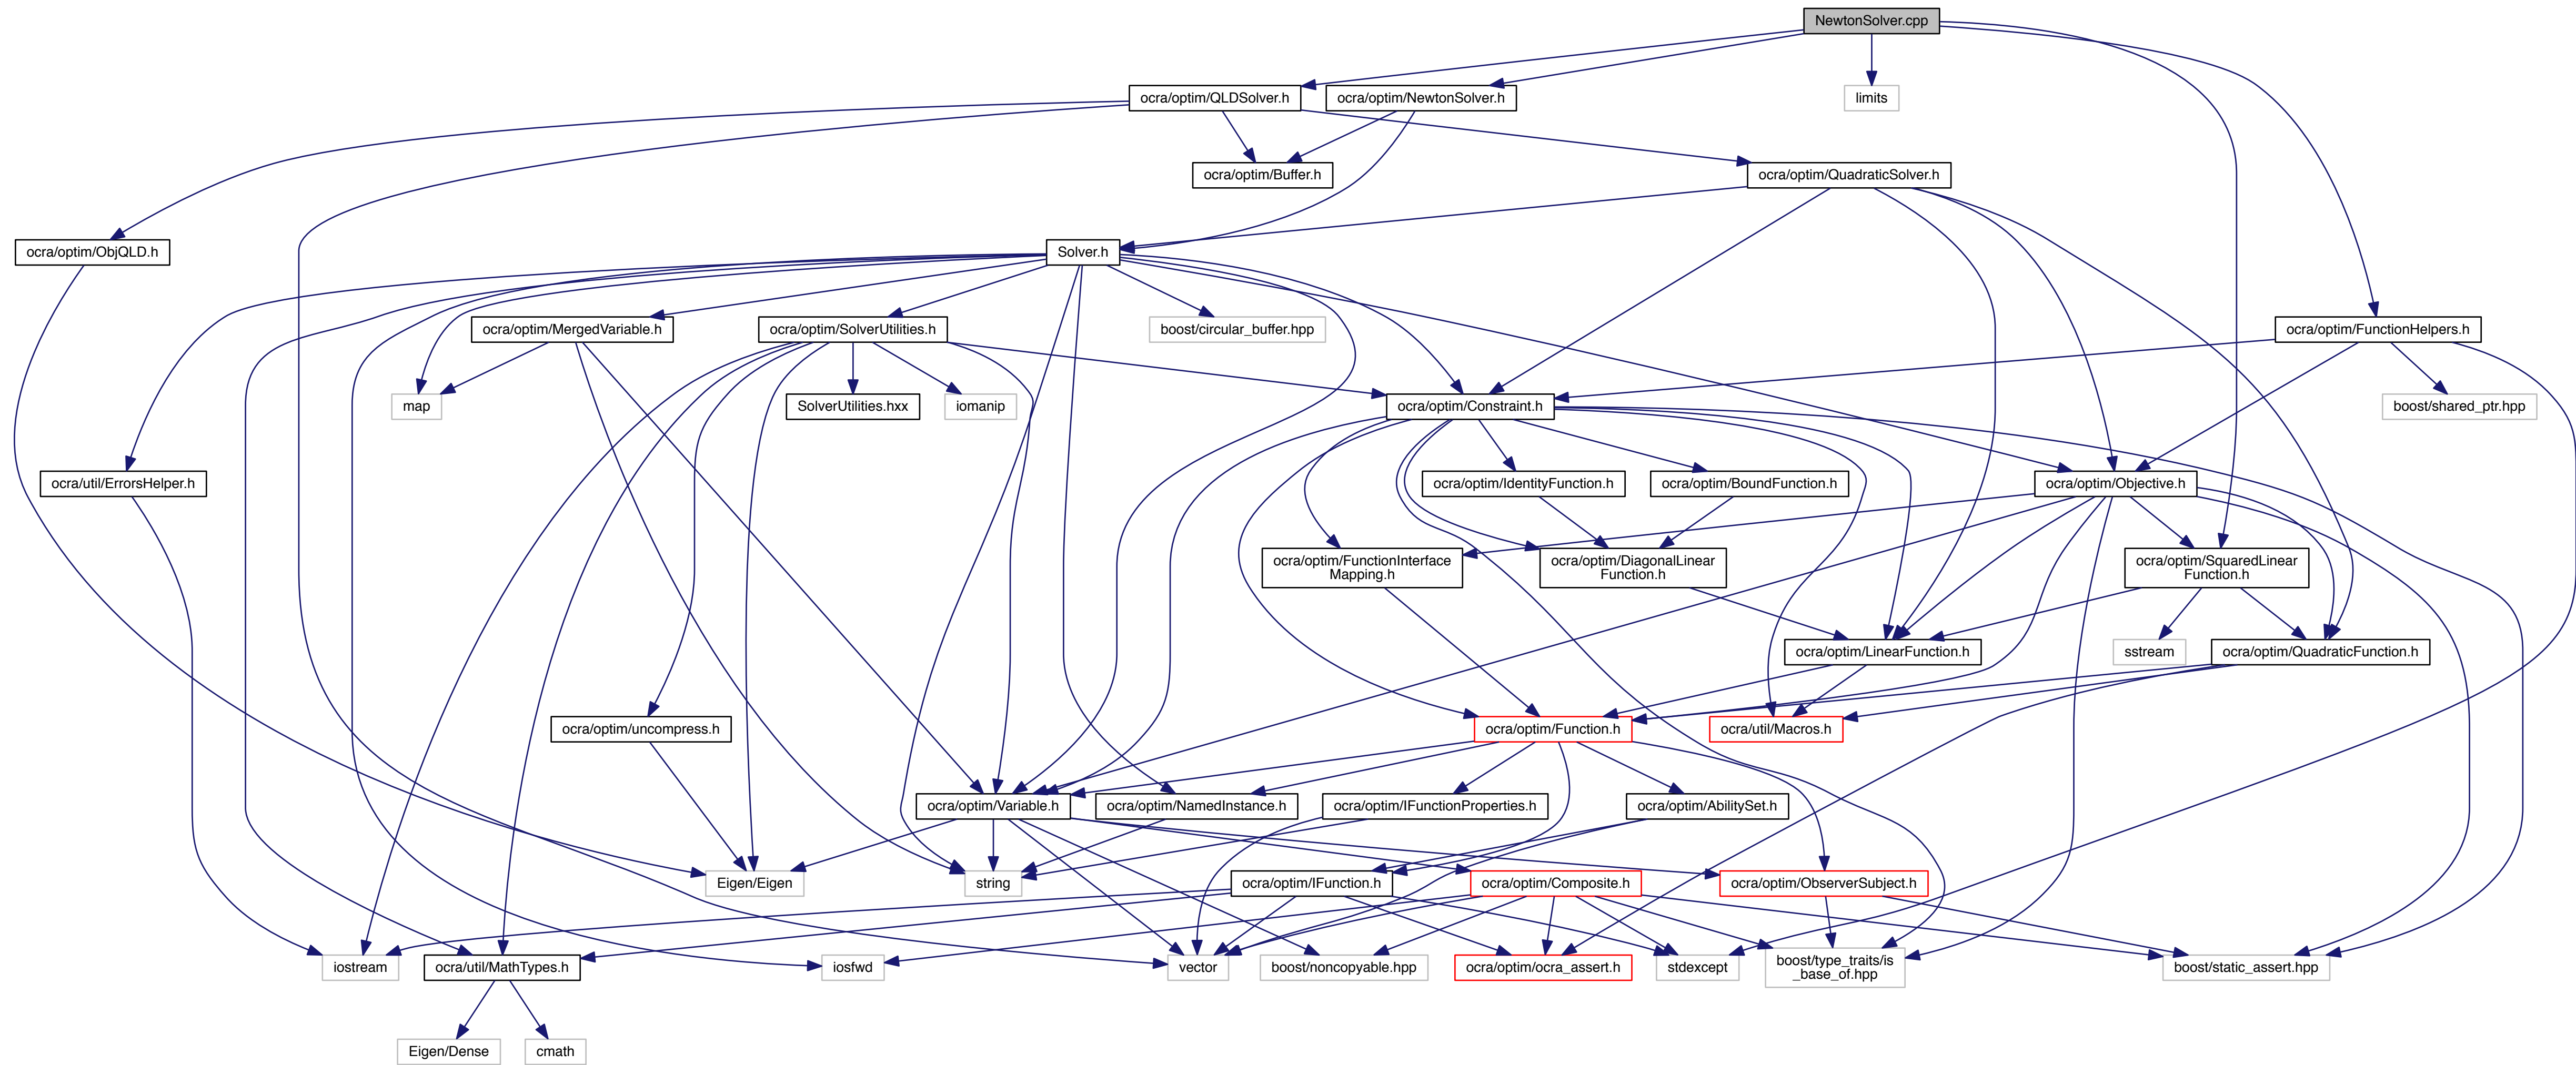 NewtonSolver.cpp
ocra/optim/QLDSolver.h
ocra/optim/NewtonSolver.h
limits
ocra/optim/Buffer.h
ocra/optim/QuadraticSolver.h
ocra/optim/ObjQLD.h
Solver.h
ocra/optim/MergedVariable.h
ocra/optim/SolverUtilities.h
boost/circular_buffer.hpp
ocra/optim/FunctionHelpers.h
map
SolverUtilities.hxx
iomanip
ocra/optim/Constraint.h
boost/shared_ptr.hpp
ocra/util/ErrorsHelper.h
ocra/optim/IdentityFunction.h
ocra/optim/BoundFunction.h
ocra/optim/Objective.h
ocra/optim/FunctionInterface
Mapping.h
ocra/optim/DiagonalLinear
Function.h
ocra/optim/SquaredLinear
Function.h
ocra/optim/LinearFunction.h
sstream
ocra/optim/QuadraticFunction.h
ocra/optim/uncompress.h
ocra/optim/Function.h
ocra/util/Macros.h
ocra/optim/Variable.h
ocra/optim/NamedInstance.h
ocra/optim/IFunctionProperties.h
ocra/optim/AbilitySet.h
Eigen/Eigen
string
ocra/optim/IFunction.h
ocra/optim/Composite.h
ocra/optim/ObserverSubject.h
iostream
ocra/util/MathTypes.h
iosfwd
vector
boost/noncopyable.hpp
ocra/optim/ocra_assert.h
stdexcept
boost/type_traits/is
_base_of.hpp
boost/static_assert.hpp
Eigen/Dense
cmath